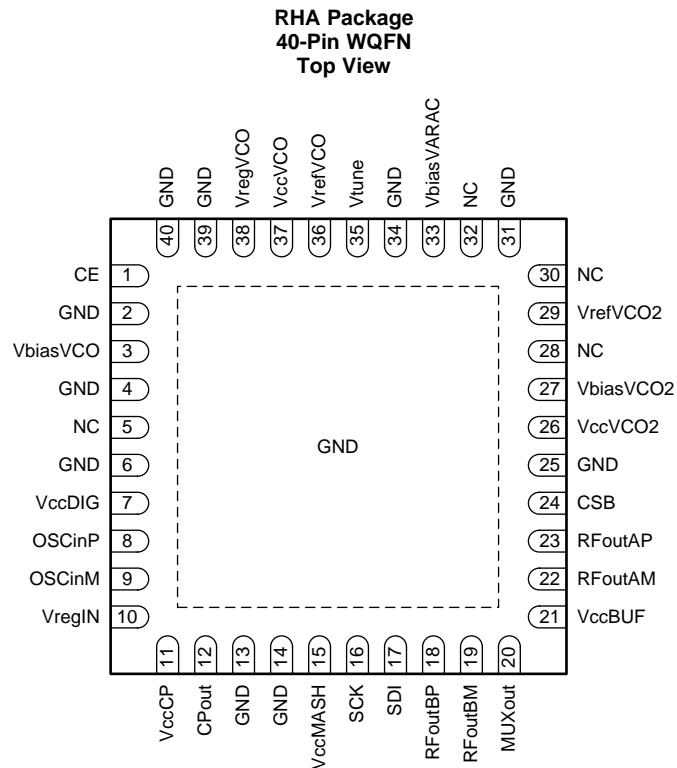 RHA Package
40-Pin WQFN
Top View
GND
GND
VregVCO
VccVCO
VrefVCO
Vtune
GND
VbiasVARAC
NC
GND
40
39
38
37
36
35
34
33
32
31
CE 1
GND 2
VbiasVCO 3
GND 4
NC 5
GND 6
VccDIG 7
OSCinP 8
OSCinM 9
VregIN 10
GND
30 NC
29 VrefVCO2
28 NC
27 VbiasVCO2
26 VccVCO2
25 GND
24 CSB
23 RFoutAP
22 RFoutAM
21 VccBUF
11
12
13
14
15
16
17
18
19
20
VccCP
CPout
GND
GND
VccMASH
SCK
SDI
RFoutBP
RFoutBM
MUXout